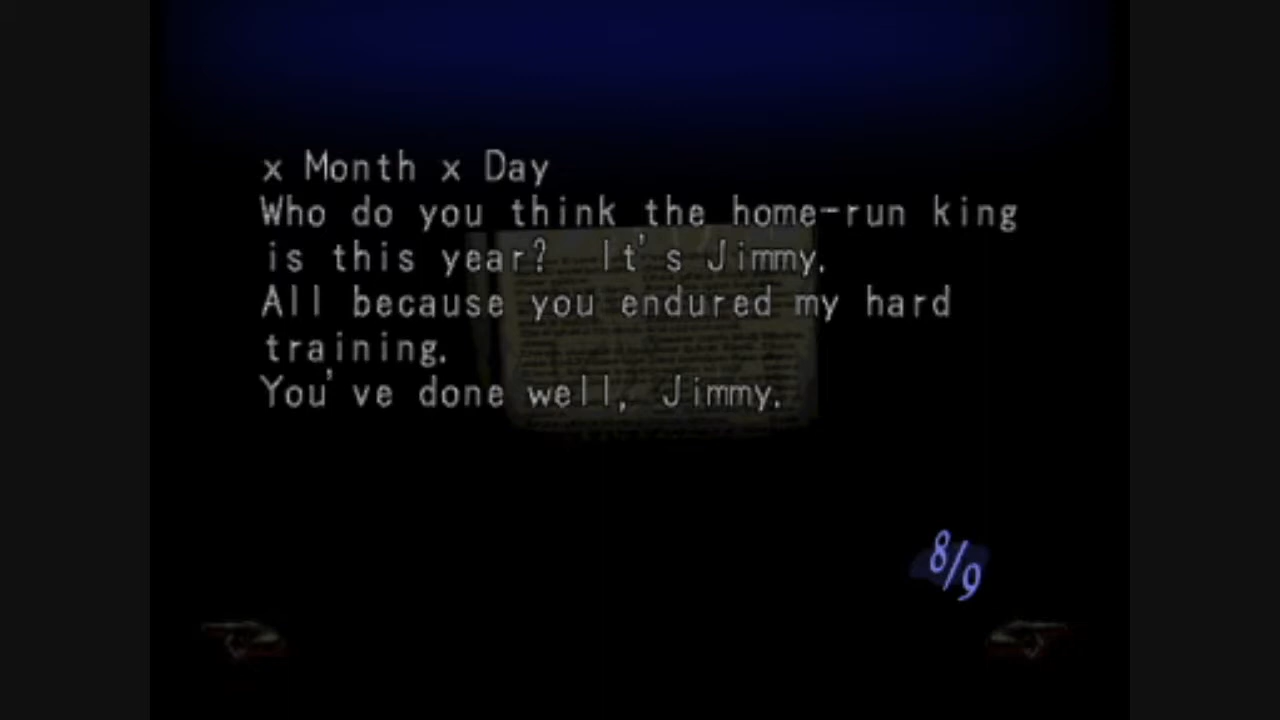 x Month x Day
Who do you think the home-run king
is this year?  It's Jimmy.
All because you endured my hard
training.
You've done well, Jimmy.
8/9